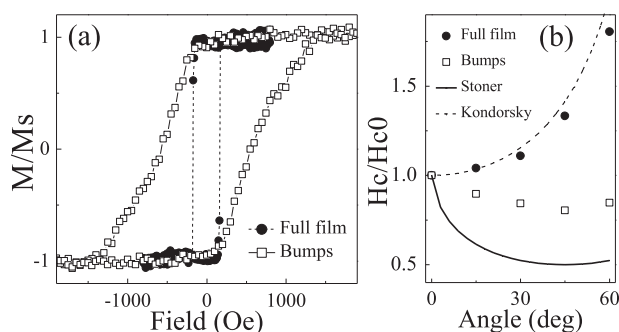 (a)
M/Ms
1
0
-1
-1000
0
1000
Field (Oe)
Full film
Bumps
(b)
Hc/Hc0
1.5
1.0
0.5
0
30
60
Angle (deg)
Full film
Bumps
Stoner
Kondorsky